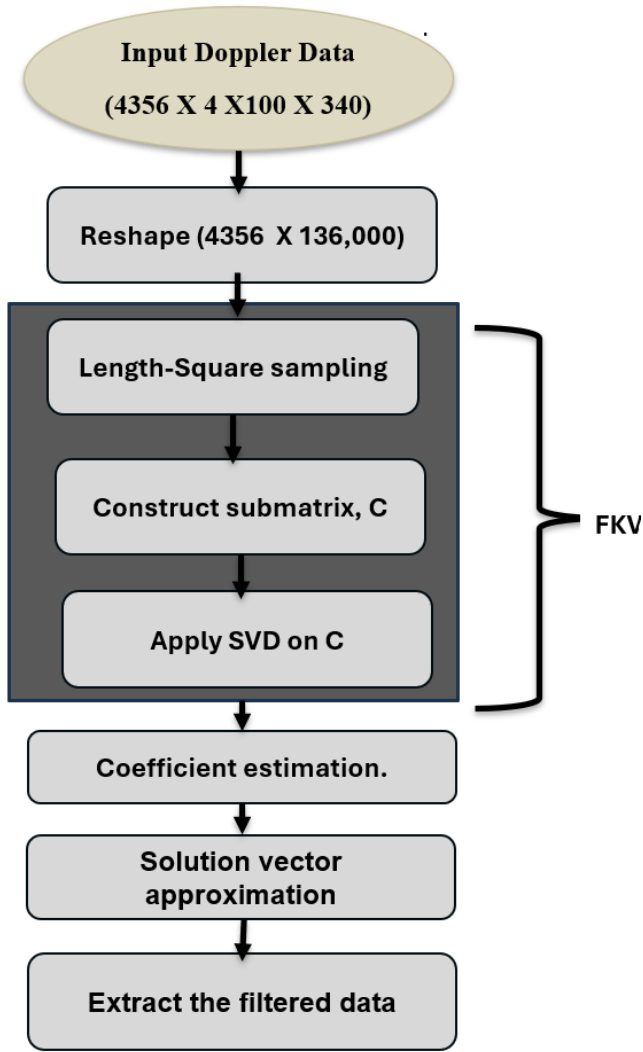 Input Doppler Data
(4356 X 4 X100 X 340)
Reshape (4356 X 136,000)
Length-Square sampling
Construct submatrix, C
Apply SVD on C
FKV
Coefficient estimation.
Solution vector
approximation
Extract the filtered data